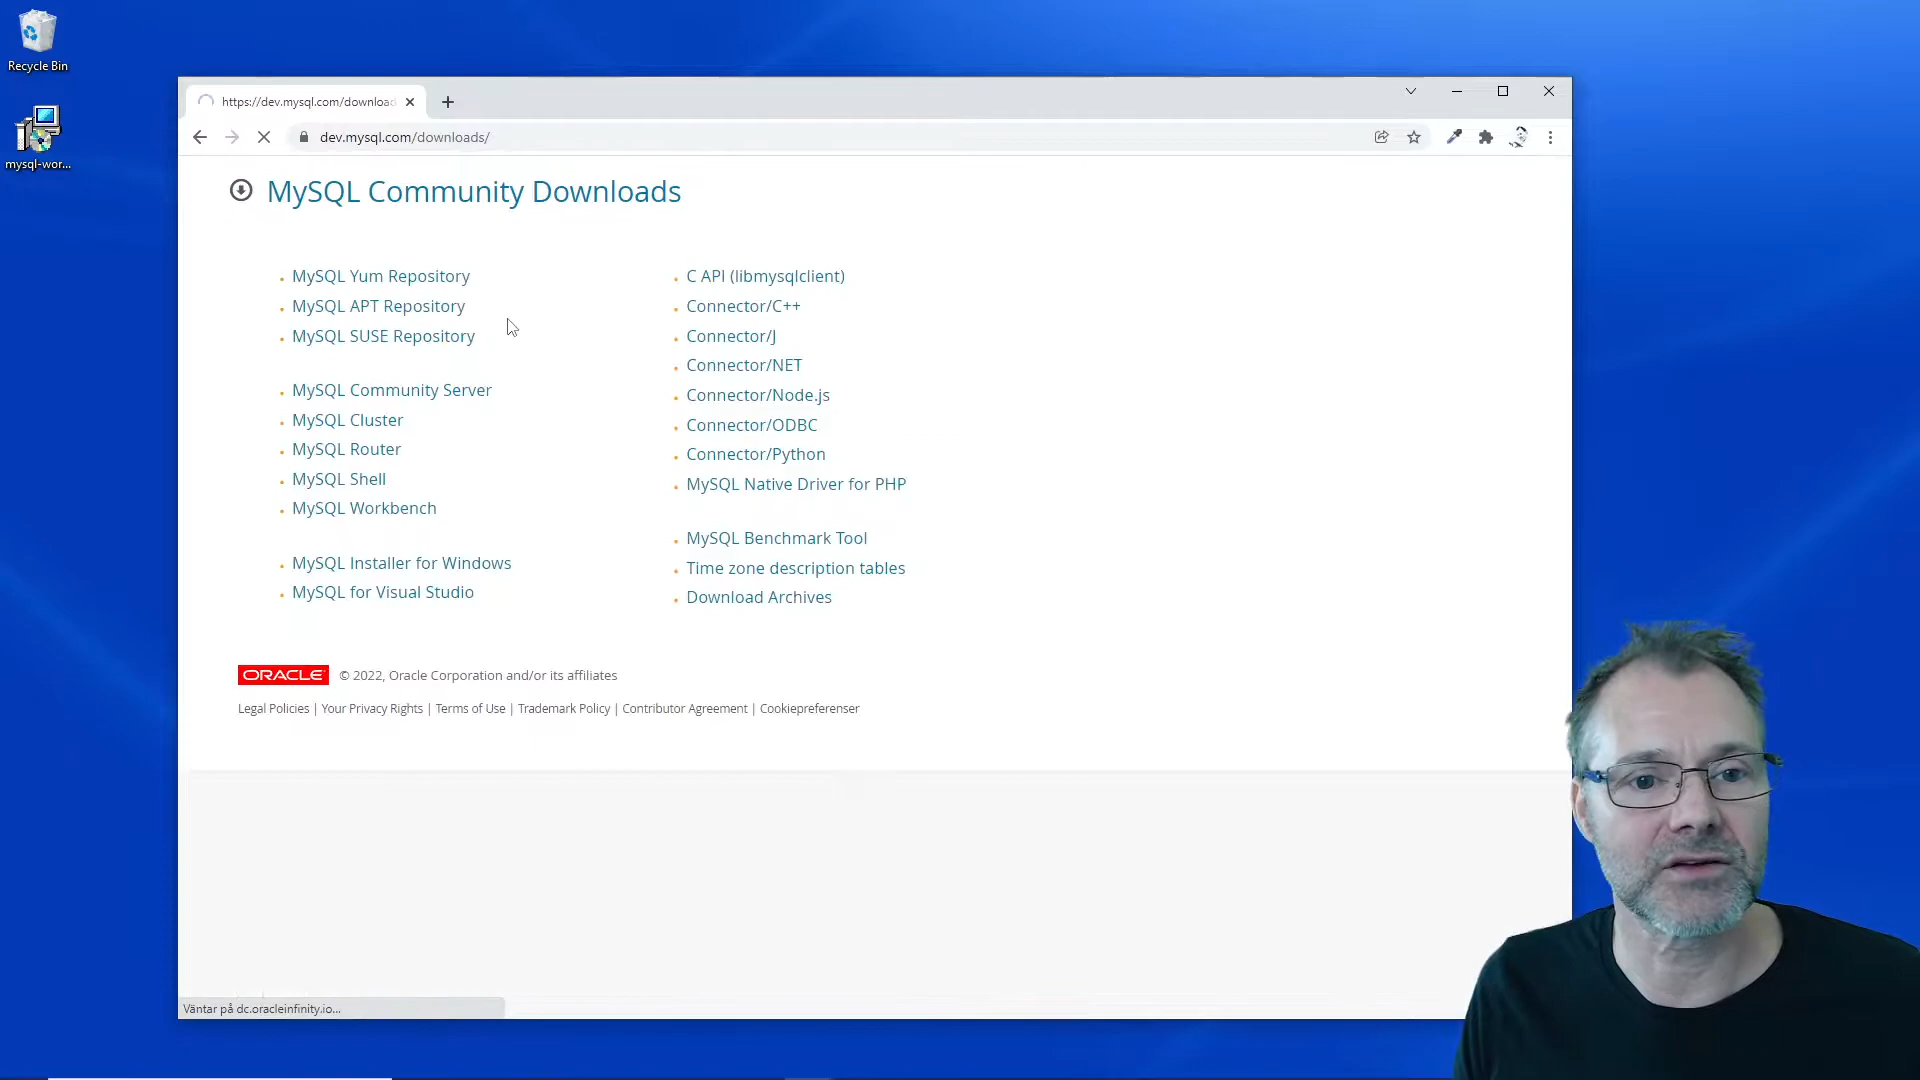 Recycle Bin
mysql-wor...
https://dev.mysql.com/download
dev.mysql.com/downloads/
MySQL Community Downloads
MySQL Yum Repository
MySQL APT Repository
MySQL SUSE Repository
MySQL Community Server
MySQL Cluster
MySQL Router
MySQL Shell
MySQL Workbench
MySQL Installer for Windows
MySQL for Visual Studio
C API (libmysqlclient)
Connector/C++
Connector/J
Connector/NET
Connector/Node.js
Connector/ODBC
Connector/Python
MySQL Native Driver for PHP
MySQL Benchmark Tool
Time zone description tables
Download Archives
ORACLE © 2022, Oracle Corporation and/or its affiliates
Legal Policies | Your Privacy Rights | Terms of Use | Trademark Policy | Contributor Agreement | Cookiepreferenser
Väntar på dc.oracleinfinity.io...